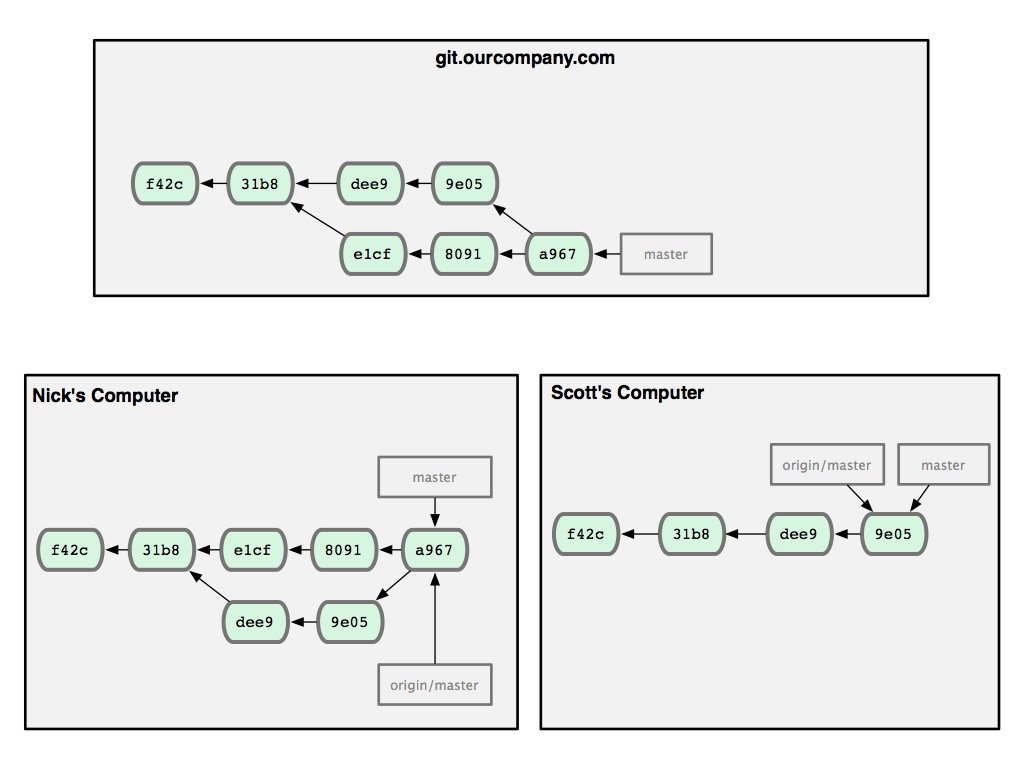 git.ourcompany.com
f42c 31b8 dee9 9e05
e1cf 8091 a967 master
Nick's Computer
master
f42c 31b8 e1cf 8091 a967
dee9 9e05
origin/master
Scott's Computer
origin/master master
f42c 31b8 dee9 9e05